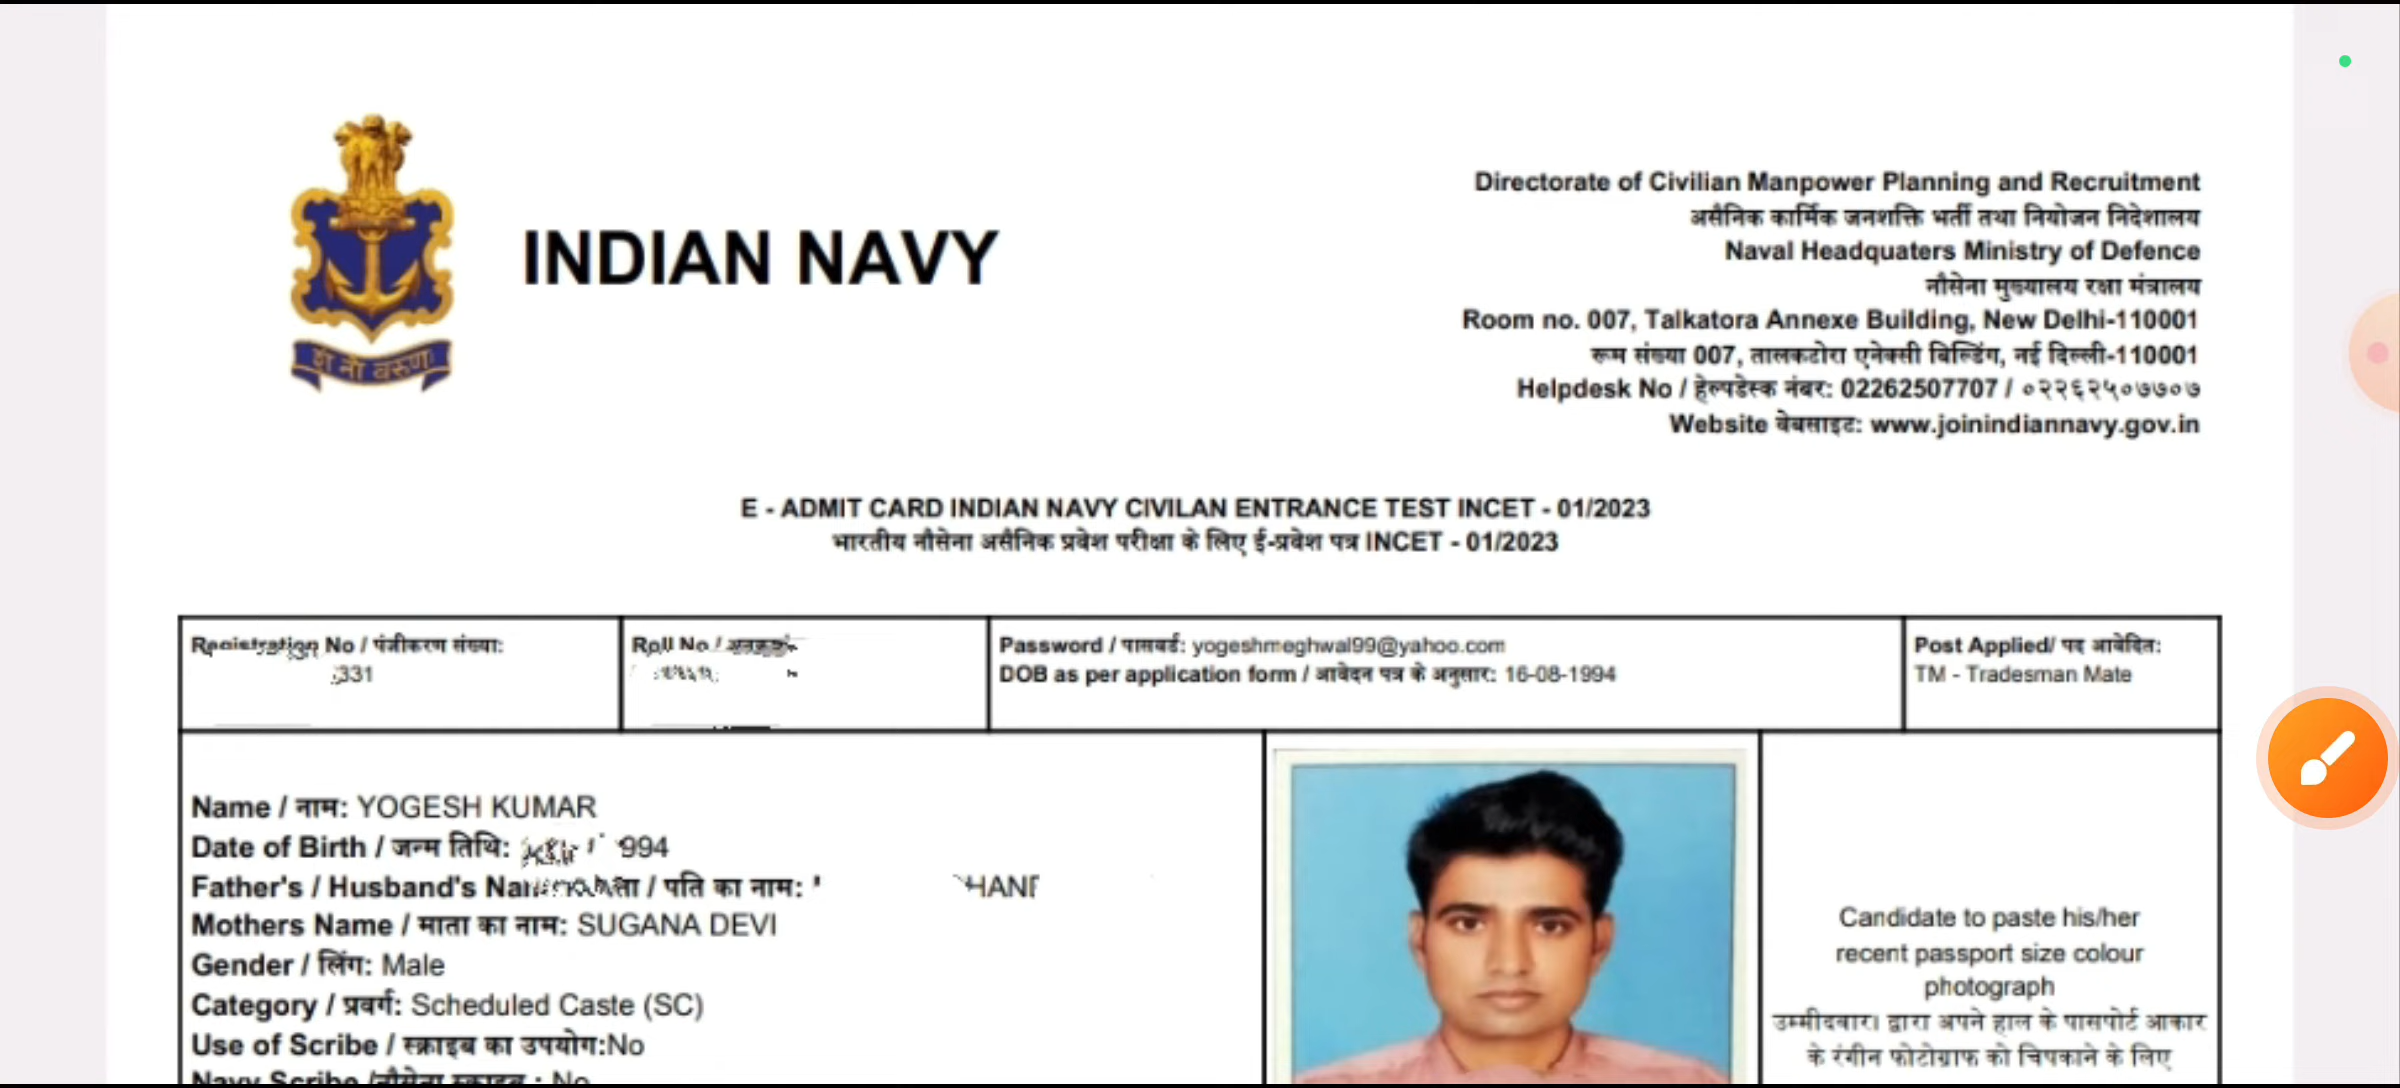 शं नो वरुणः
INDIAN NAVY
Directorate of Civilian Manpower Planning and Recruitment
असैनिक कार्मिक जनशक्ति भर्ती तथा नियोजन निदेशालय
Naval Headquaters Ministry of Defence
नौसेना मुख्यालय रक्षा मंत्रालय
Room no. 007, Talkatora Annexe Building, New Delhi-110001
रूम संख्या 007, तालकटोरा एनेक्सी बिल्डिंग, नई दिल्ली-110001
Helpdesk No / हेल्पडेस्क नंबर: 02262507707 / ०२२६२५०७७०७
Website वेबसाइट: www.joinindiannavy.gov.in
E - ADMIT CARD INDIAN NAVY CIVILAN ENTRANCE TEST INCET - 01/2023
भारतीय नौसेना असैनिक प्रवेश परीक्षा के लिए ई-प्रवेश पत्र INCET - 01/2023
Registration No / पंजीकरण संख्या:
331
Roll No /
Password / पासवर्ड: yogeshmeghwal99@yahoo.com
DOB as per application form / आवेदन पत्र के अनुसार: 16-08-1994
Post Applied/ पद आवेदित:
TM - Tradesman Mate
Name / नाम: YOGESH KUMAR
Date of Birth / जन्म तिथि: 994
Father's / Husband's / पति का नाम:
Mothers Name / माता का नाम: SUGANA DEVI
Gender / लिंग: Male
Category / प्रवर्ग: Scheduled Caste (SC)
Use of Scribe / स्क्राइब का उपयोग:No
Navy Scribe /नौसेना स्क्राइब : No
Candidate to paste his/her
recent passport size colour
photograph
उम्मीदवार। द्वारा अपने हाल के पासपोर्ट आकार
के रंगीन फोटोग्राफ को चिपकाने के लिए